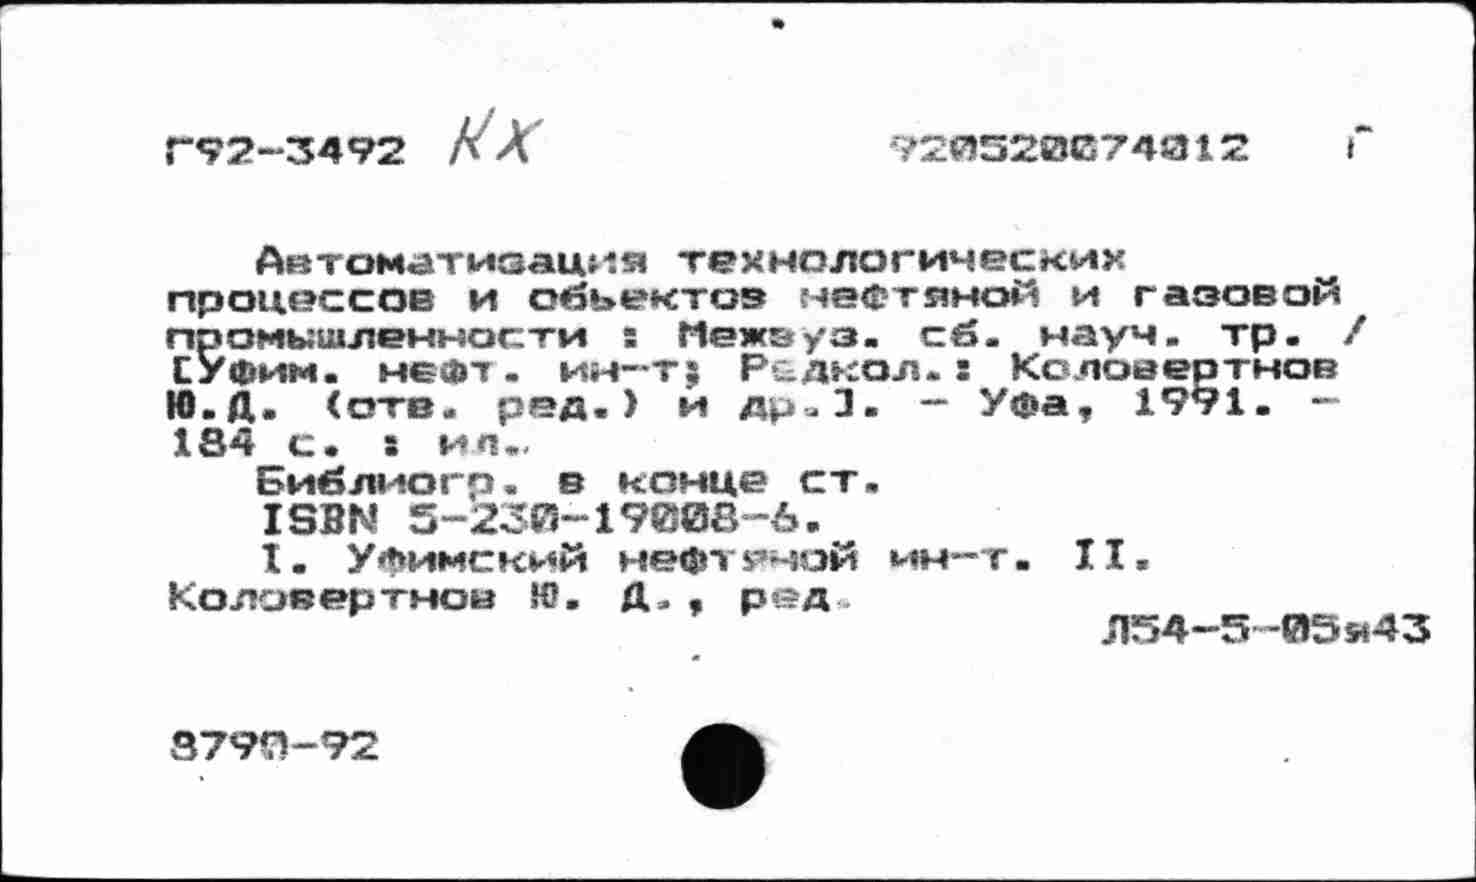 Г92-3492 КХ 920520074012 Г
Автоматизация технологических
процессов и объектов нефтяной и газовой
промышленности : Межвуз. сб. науч. тр. /
[Уфим. нефт. ин-т; Редкол.: Коловертнов
Ю.Д. (отв. ред.) и др.]. - Уфа, 1991. -
184 с. : ил..
Библиогр. в конце ст.
ISBN 5-230-19008-6.
I. Уфимский нефтяной ин-т. II.
Коловертнов Ю. Д., ред.
Л54-5-05я43
8790-92